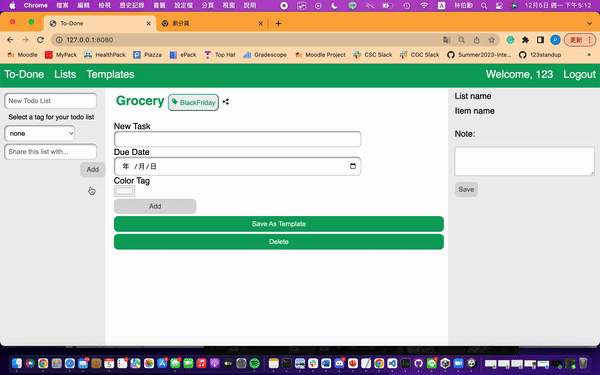 Chrome 檔案 編輯 檢視 歷史記錄 書籤 設定檔 分頁 視窗 說明 林伯勳 12月5日 週一 下午 5:12
To-Done 新分頁
127.0.0.1:8080 更新
Moodle MyPack HealthPack Piazza ePack Top Hat Gradescope Moodle Project CSC Slack CGC Slack Summer2023-Inte... 123standup
To-Done Lists Templates Welcome, 123 Logout
New Todo List
Select a tag for your todo list
none
Share this list with...
Add
Grocery BlackFriday
New Task
Due Date
年 /月/日
Color Tag
Add
Save As Template
Delete
List name
Item name
Note:
Save